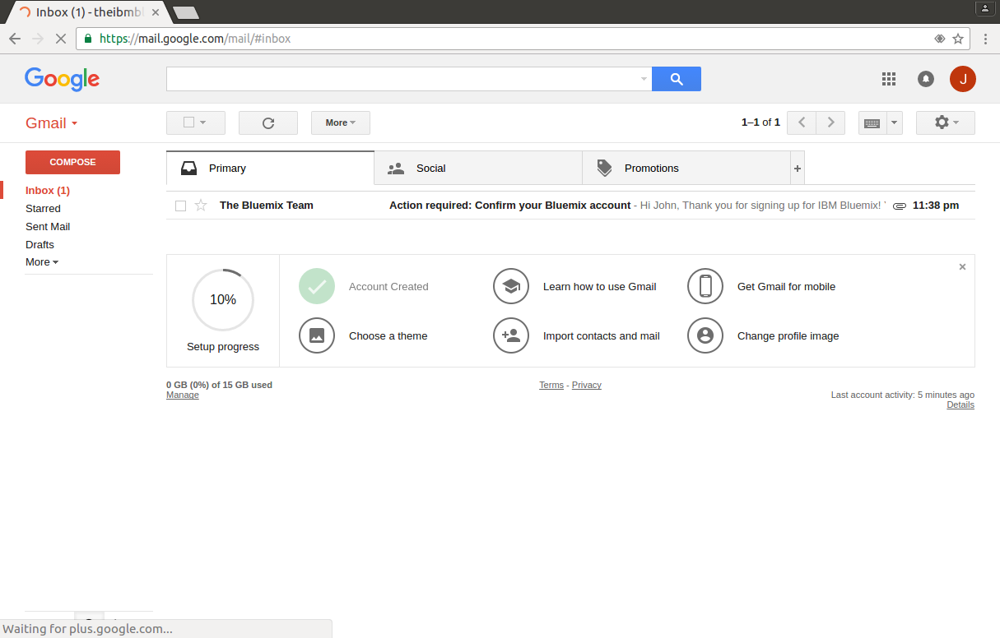 Inbox (1) - theibmbl
https://mail.google.com/mail/#inbox
Google
J
Gmail
More
1–1 of 1
COMPOSE
Primary
Social
Promotions
+
Inbox (1)
Starred
Sent Mail
Drafts
More
The Bluemix Team
Action required: Confirm your Bluemix account - Hi John, Thank you for signing up for IBM Bluemix!
11:38 pm
10%
Setup progress
Account Created
Learn how to use Gmail
Get Gmail for mobile
Choose a theme
Import contacts and mail
Change profile image
0 GB (0%) of 15 GB used
Manage
Terms - Privacy
Last account activity: 5 minutes ago
Details
Waiting for plus.google.com...